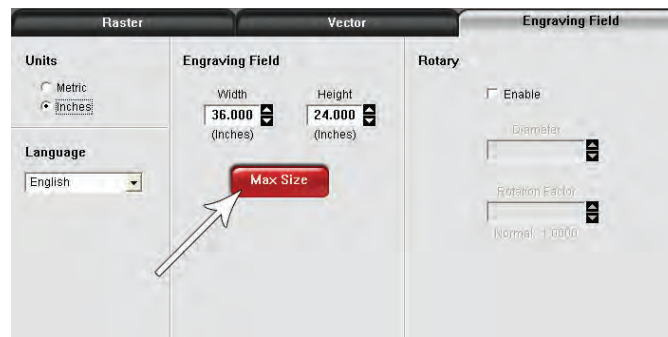 Raster
Vector
Engraving Field
Units
Metric
Inches
Language
English
Engraving Field
Width
Height
36.000
24.000
(Inches)
(Inches)
Max Size
Rotary
Enable
Diameter
Rotation Factor
Normal: 1.0000